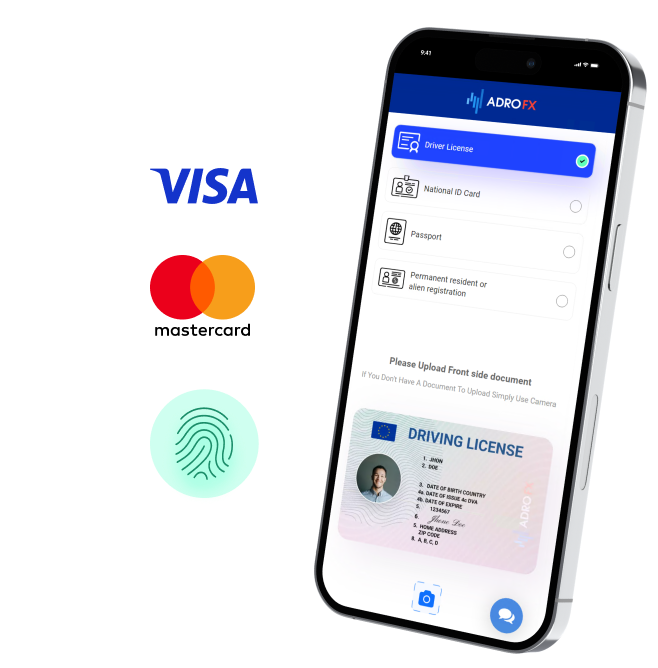 VISA
mastercard
9:41
ADROFX
Driver License
National ID Card
Passport
Permanent resident or
alien registration
Please Upload Front side document
If You Don't Have A Document To Upload Simply Use Camera
DRIVING LICENSE
1. JHON
2. DOE
3. DATE OF BIRTH COUNTRY
4a. DATE OF ISSUE 4c DVA
4b. DATE OF EXPIRE
5. 1234567
6. Jhone Doe
5. HOME ADDRESS
ZIP CODE
8. A, B, C, D
ADROFX